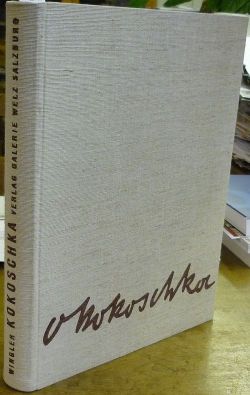 WINGLER KOKOSCHKA VERLAG GALERIE WELZ SALZBURG
OKokoschka